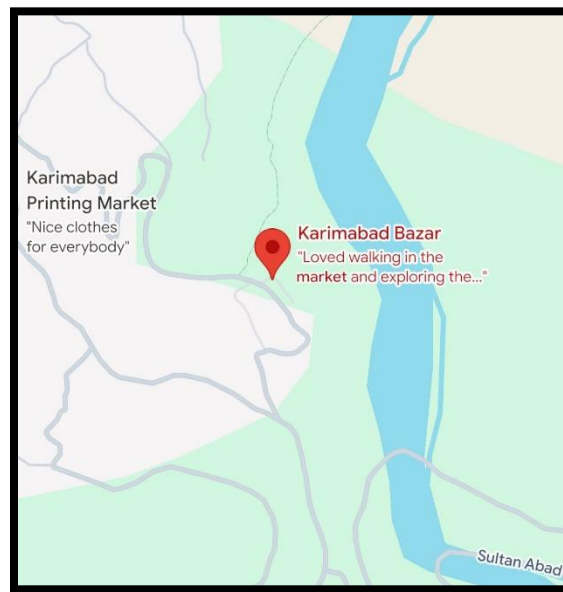 Karimabad
Printing Market
"Nice clothes
for everybody"
Karimabad Bazar
"Loved walking in the
market and exploring the..."
Sultan Abad